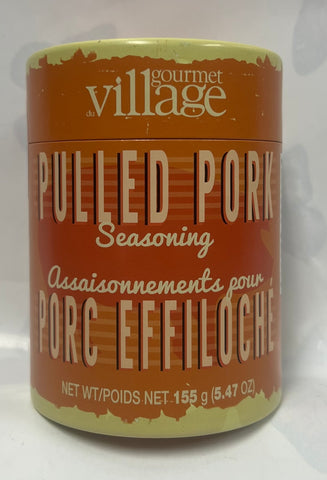 gourmet
du village
PULLED PORK
Seasoning
Assaisonnements pour
PORC EFFILOCHÉ
NET WT/POIDS NET 155 g (5.47 OZ)